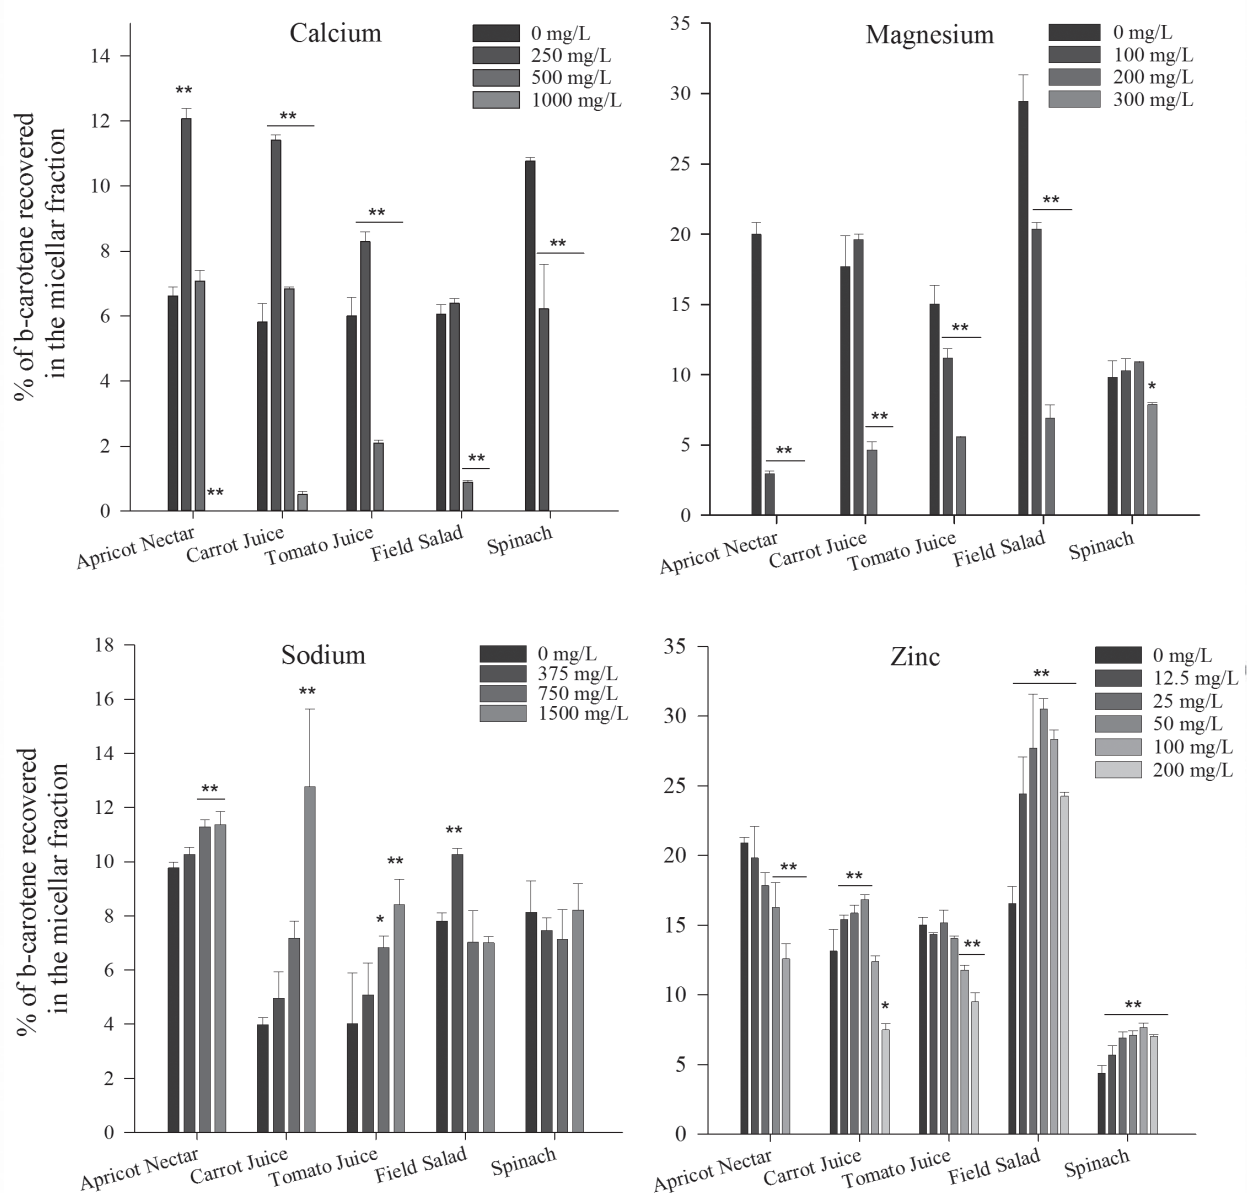 Calcium
0 mg/L
250 mg/L
500 mg/L
1000 mg/L
% of b-carotene recovered
in the micellar fraction
14
12
10
8
6
4
2
0
**
**
**
**
**
**
Apricot Nectar
Carrot Juice
Tomato Juice
Field Salad
Spinach
Magnesium
0 mg/L
100 mg/L
200 mg/L
300 mg/L
35
30
25
20
15
10
5
0
**
**
**
**
*
Apricot Nectar
Carrot Juice
Tomato Juice
Field Salad
Spinach
Sodium
0 mg/L
375 mg/L
750 mg/L
1500 mg/L
% of b-carotene recovered
in the micellar fraction
18
16
14
12
10
8
6
4
2
0
**
**
*
**
**
Apricot Nectar
Carrot Juice
Tomato Juice
Field Salad
Spinach
Zinc
0 mg/L
12.5 mg/L
25 mg/L
50 mg/L
100 mg/L
200 mg/L
35
30
25
20
15
10
5
0
**
**
*
**
**
**
Apricot Nectar
Carrot Juice
Tomato Juice
Field Salad
Spinach